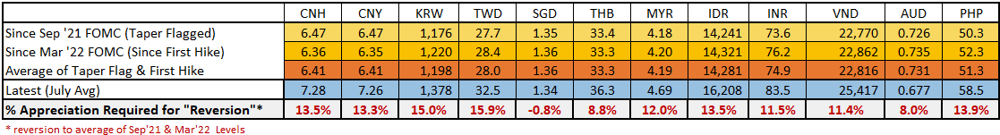 CNH CNY KRW TWD SGD THB MYR IDR INR VND AUD PHP
Since Sep '21 FOMC (Taper Flagged) 6.47 6.47 1,176 27.7 1.35 33.4 4.18 14,241 73.6 22,770 0.726 50.3
Since Mar '22 FOMC (Since First Hike) 6.36 6.35 1,220 28.4 1.36 33.3 4.20 14,321 76.2 22,862 0.735 52.3
Average of Taper Flag & First Hike 6.41 6.41 1,198 28.0 1.36 33.3 4.19 14,281 74.9 22,816 0.731 51.3
Latest (July Avg) 7.28 7.26 1,378 32.5 1.34 36.3 4.69 16,208 83.5 25,417 0.677 58.5
% Appreciation Required for "Reversion"* 13.5% 13.3% 15.0% 15.9% -0.8% 8.8% 12.0% 13.5% 11.5% 11.4% 8.0% 13.9%
* reversion to average of Sep'21 & Mar'22 Levels